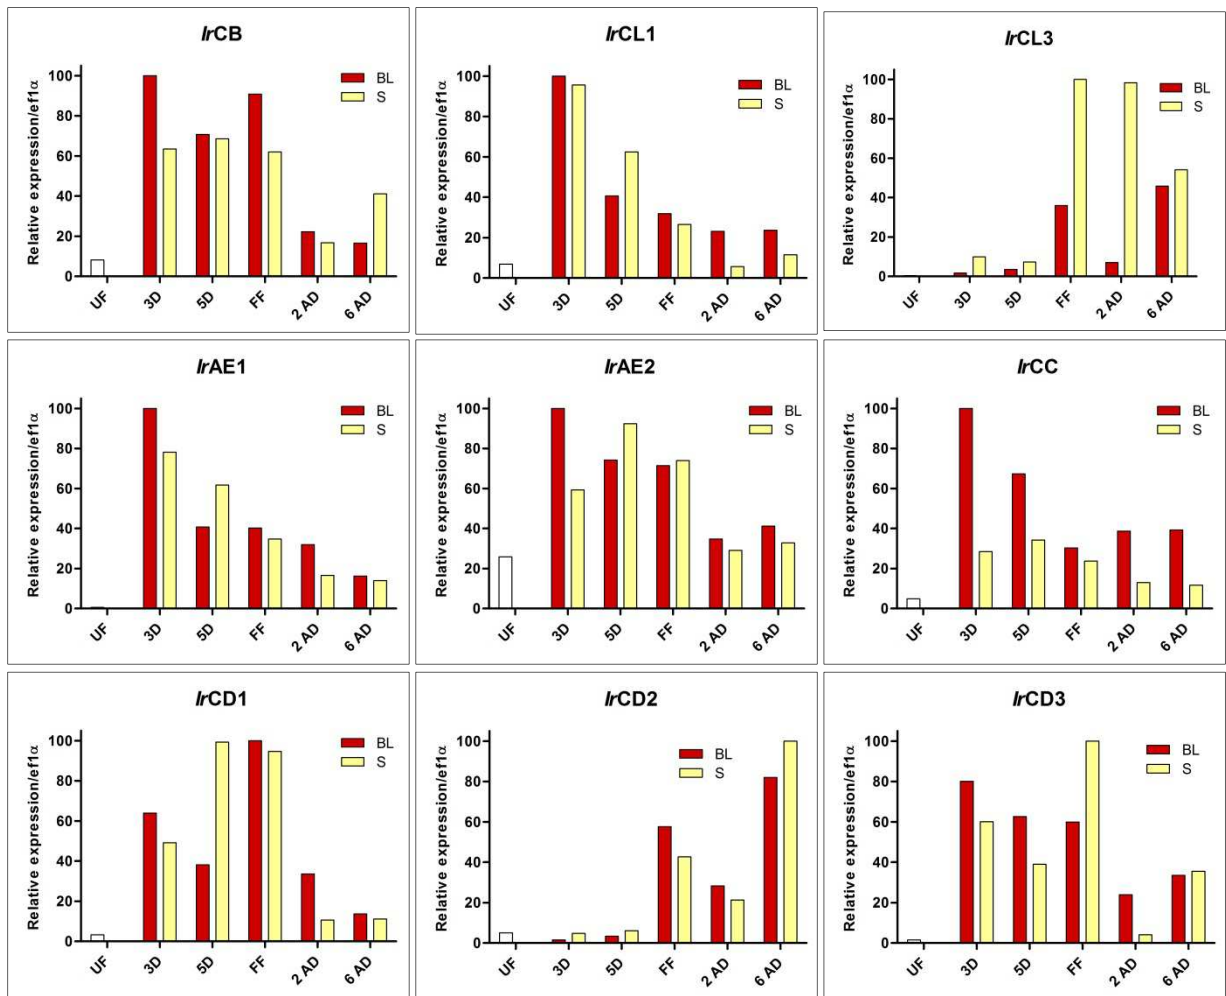 IrCB
Relative expression/ef1α
100
80
60
40
20
0
BL
S
UF 3D 5D FF 2 AD 6 AD
IrCL1
Relative expression/ef1α
100
80
60
40
20
0
BL
S
UF 3D 5D FF 2 AD 6 AD
IrCL3
Relative expression/ef1α
100
80
60
40
20
0
BL
S
UF 3D 5D FF 2 AD 6 AD
IrAE1
Relative expression/ef1α
100
80
60
40
20
0
BL
S
UF 3D 5D FF 2 AD 6 AD
IrAE2
Relative expression/ef1α
100
80
60
40
20
0
BL
S
UF 3D 5D FF 2 AD 6 AD
IrCC
Relative expression/ef1α
100
80
60
40
20
0
BL
S
UF 3D 5D FF 2 AD 6 AD
IrCD1
Relative expression/ef1α
100
80
60
40
20
0
BL
S
UF 3D 5D FF 2 AD 6 AD
IrCD2
Relative expression/ef1α
100
80
60
40
20
0
BL
S
UF 3D 5D FF 2 AD 6 AD
IrCD3
Relative expression/ef1α
100
80
60
40
20
0
BL
S
UF 3D 5D FF 2 AD 6 AD